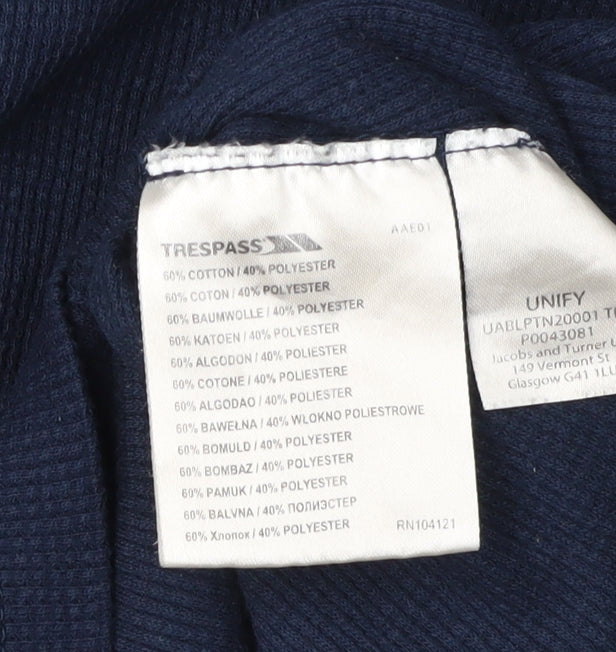 AAE01
TRESPASS
60% COTTON / 40% POLYESTER
60% COTON / 40% POLYESTER
60% BAUMWOLLE / 40% POLYESTER
60% KATOEN / 40% POLYESTER
60% ALGODON / 40% POLIESTER
60% COTONE / 40% POLIESTERE
60% ALGODAO / 40% POLIESTER
60% BAWEŁNA / 40% WLOKNO POLIESTROWE
60% BOMULD / 40% POLYESTER
60% BOMBAZ / 40% POLYESTER
60% PAMUK / 40% POLYESTER
60% BALVNA / 40% ПОЛИЭСТЕР
60% Хлопок / 40% POLYESTER
RN104121
UNIFY
UABLPTN20001
P0043081
Jacobs and Turner
149 Vermont St
Glasgow G41 1LU